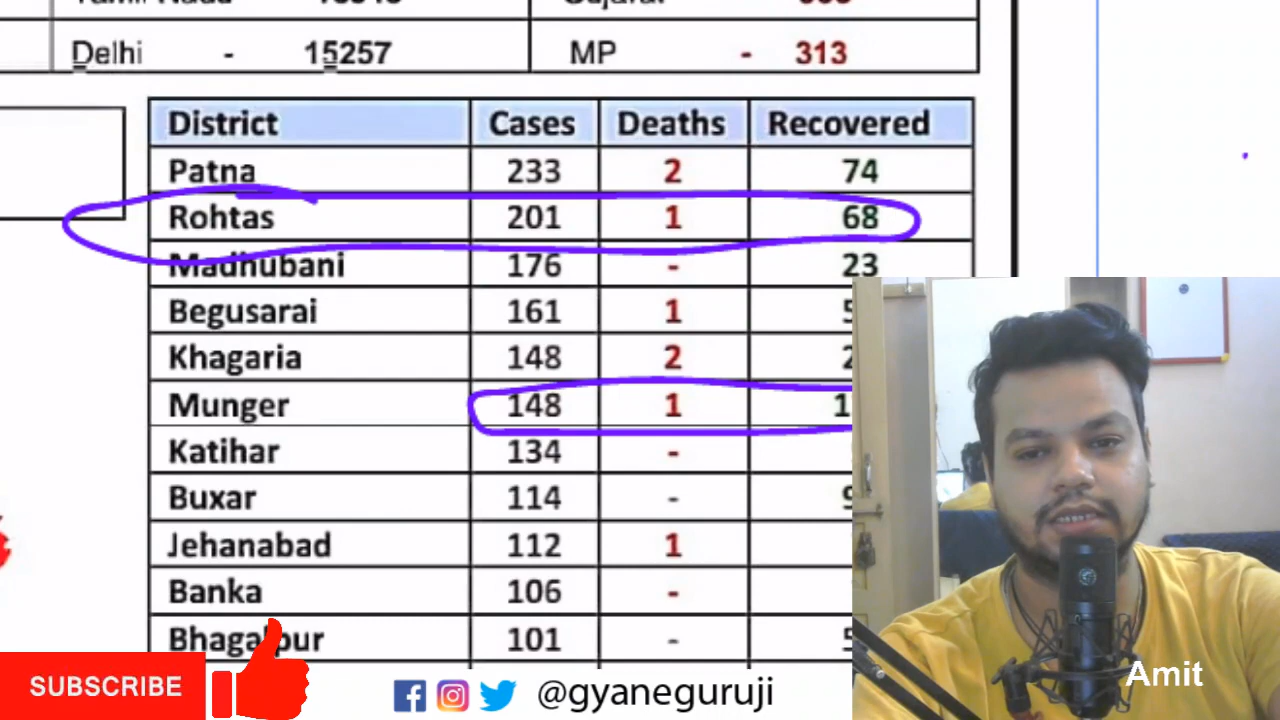 Delhi - 15257 MP - 313
District Cases Deaths Recovered
Patna 233 2 74
Rohtas 201 1 68
Madhubani 176 - 23
Begusarai 161 1
Khagaria 148 2
Munger 148 1
Katihar 134 -
Buxar 114 -
Jehanabad 112 1
Banka 106 -
Bhagalpur 101 -
SUBSCRIBE
@gyaneguruji
Amit